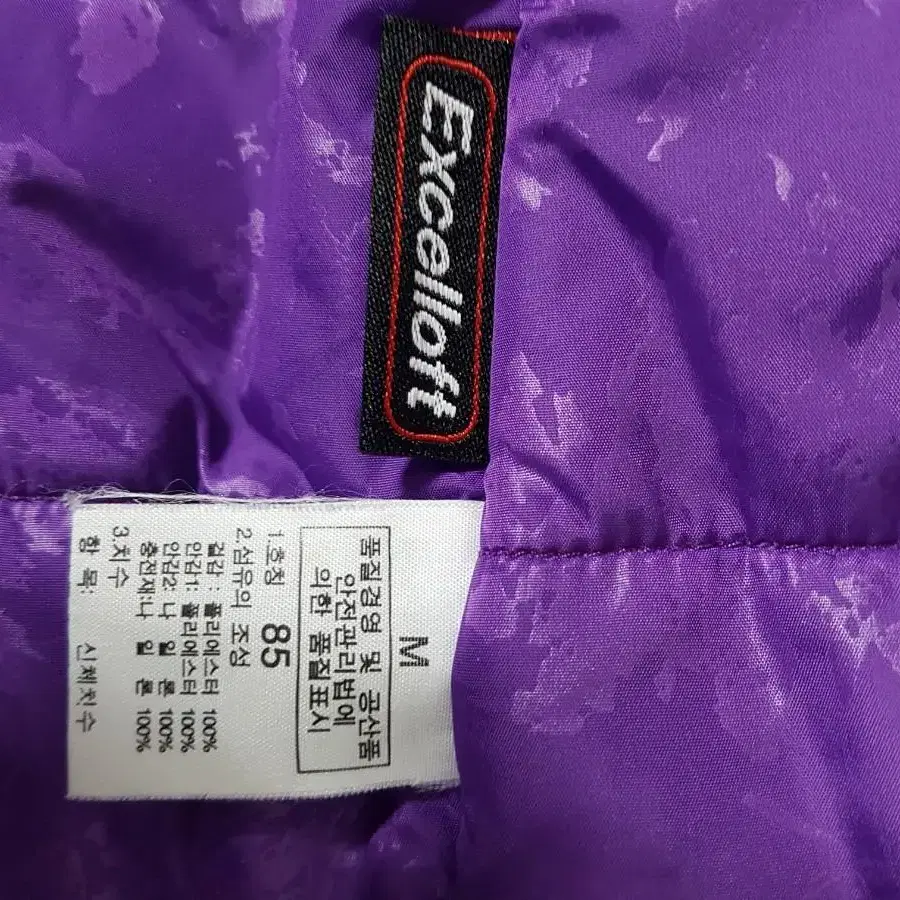 Excelloft
M
품질경영 및 공산품
안전관리법에
의한 품질표시
1.호칭 85
2.섬유의 조성
겉감 : 폴리에스터 100%
안감1: 폴리에스터 100%
안감2: 나 일 론 100%
충전재:나 일 론 100%
3.치수
항 목: 신체칫수